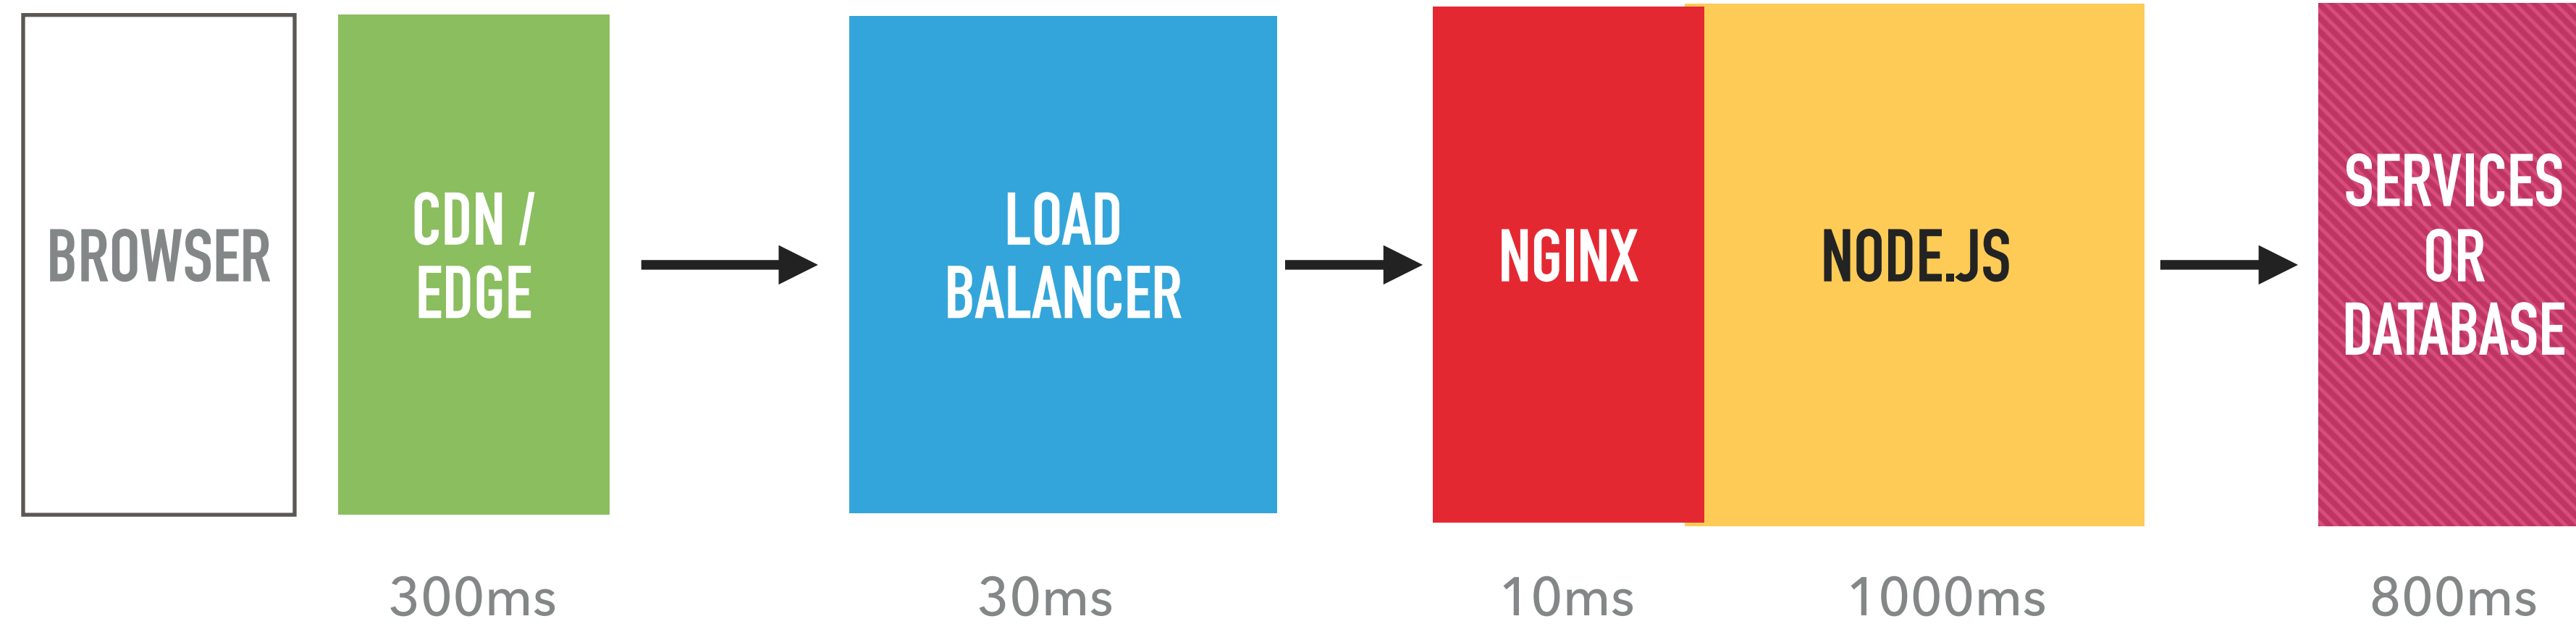 BROWSER
CDN /
EDGE
LOAD
BALANCER
NGINX
NODE.JS
SERVICES
OR
DATABASE
300ms
30ms
10ms
1000ms
800ms